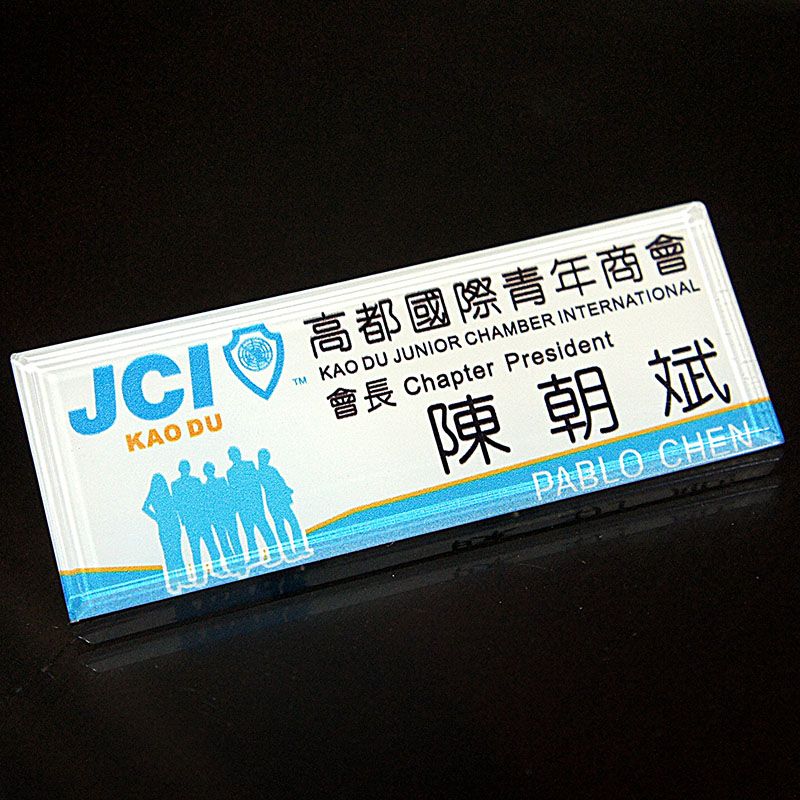 JCI ™
KAO DU
高都國際青年商會
KAO DU JUNIOR CHAMBER INTERNATIONAL
會長 Chapter President
陳朝斌
PABLO CHEN